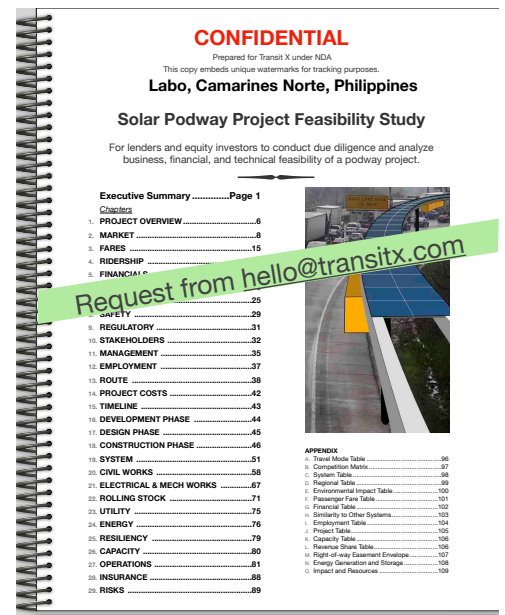 CONFIDENTIAL
Prepared for Transit X under NDA
This copy embeds unique watermarks for tracking purposes.
Labo, Camarines Norte, Philippines
Solar Podway Project Feasibility Study
For lenders and equity investors to conduct due diligence and analyze
business, financial, and technical feasibility of a podway project.
Executive Summary ..............Page 1
Chapters
1. PROJECT OVERVIEW ..................................6
2. MARKET ..................................8
3. FARES ..................................15
4. RIDERSHIP
5. FINANCIALS
Request from hello@transitx.com
25
SAFETY ..................................29
9. REGULATORY ..................................31
10. STAKEHOLDERS ..................................32
11. MANAGEMENT ..................................35
12. EMPLOYMENT ..................................37
13. ROUTE ..................................38
14. PROJECT COSTS ..................................42
15. TIMELINE ..................................43
16. DEVELOPMENT PHASE ..................................44
17. DESIGN PHASE ..................................45
18. CONSTRUCTION PHASE ..................................46
19. SYSTEM ..................................51
20. CIVIL WORKS ..................................58
21. ELECTRICAL & MECH WORKS ..................................67
22. ROLLING STOCK ..................................71
23. UTILITY ..................................75
24. ENERGY ..................................76
25. RESILIENCY ..................................79
26. CAPACITY ..................................80
27. OPERATIONS ..................................81
28. INSURANCE ..................................88
29. RISKS ..................................89
APPENDIX
A. Travel Mode Table ..................................96
B. Competition Matrix ..................................97
C. System Table ..................................98
D. Regional Table ..................................99
E. Environmental Impact Table ..................................100
F. Passenger Fare Table ..................................101
G. Financial Table ..................................102
H. Similarity to Other Systems ..................................103
I. Employment Table ..................................104
J. Project Table ..................................105
K. Capacity Table ..................................106
L. Revenue Share Table ..................................106
M. Right-of-way Easement Envelope ..................................107
N. Energy Generation and Storage ..................................108
O. Impact and Resources ..................................109